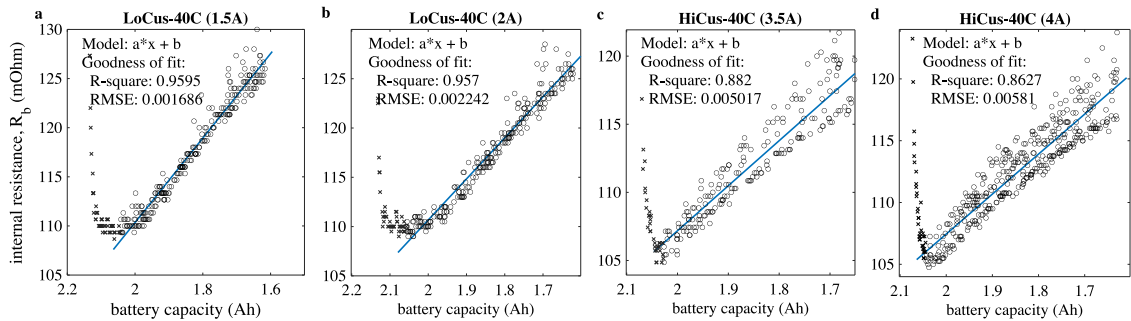 a LoCus-40C (1.5A)
130
125
120
115
110
105
2.2 2 1.8 1.6
internal resistance, R_b (mOhm)
battery capacity (Ah)
Model: a*x + b
Goodness of fit:
R-square: 0.9595
RMSE: 0.001686
b LoCus-40C (2A)
125
120
115
110
105
2.1 2 1.9 1.8 1.7
battery capacity (Ah)
Model: a*x + b
Goodness of fit:
R-square: 0.957
RMSE: 0.002242
c HiCus-40C (3.5A)
120
115
110
105
2.1 2 1.9 1.8 1.7
battery capacity (Ah)
Model: a*x + b
Goodness of fit:
R-square: 0.882
RMSE: 0.005017
d HiCus-40C (4A)
120
115
110
105
2.1 2 1.9 1.8 1.7
battery capacity (Ah)
Model: a*x + b
Goodness of fit:
R-square: 0.8627
RMSE: 0.00581